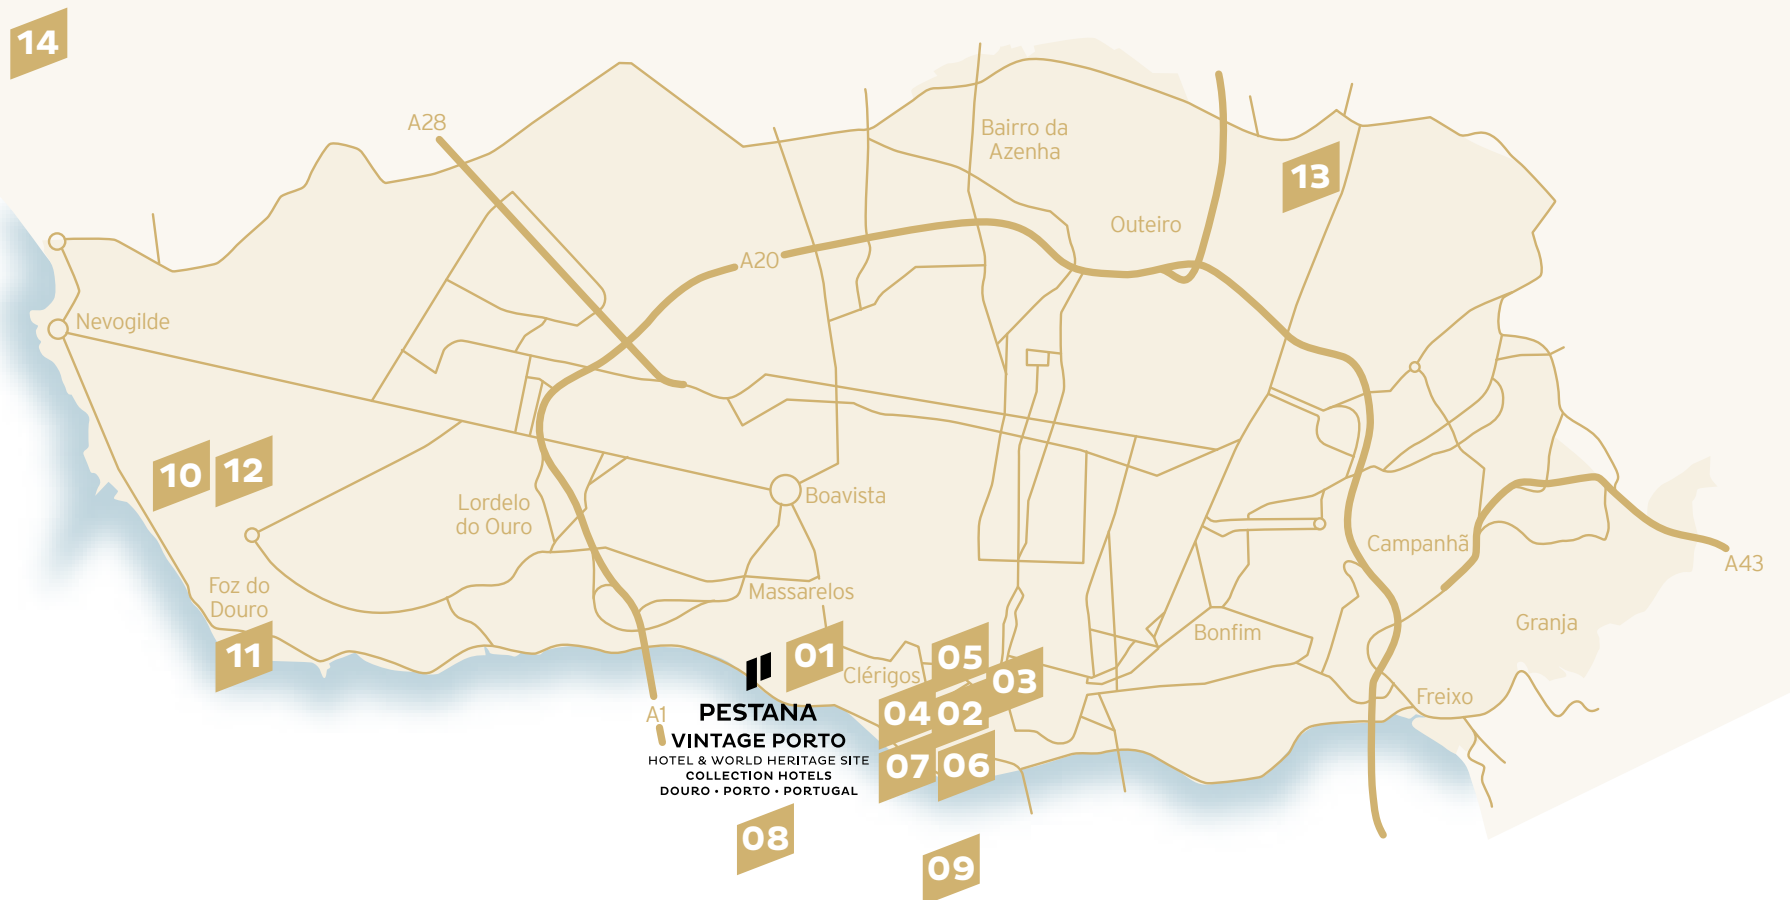 14
A28
Bairro da
Azenha
13
Outeiro
A20
Nevogilde
10
12
Lordelo
do Ouro
Boavista
Campanhã
A43
Foz do
Douro
Massarelos
Bonfim
Granja
11
01
Clérigos
05
03
04
02
07
06
Freixo
A1
PESTANA
VINTAGE PORTO
HOTEL & WORLD HERITAGE SITE
COLLECTION HOTELS
DOURO • PORTO • PORTUGAL
08
09